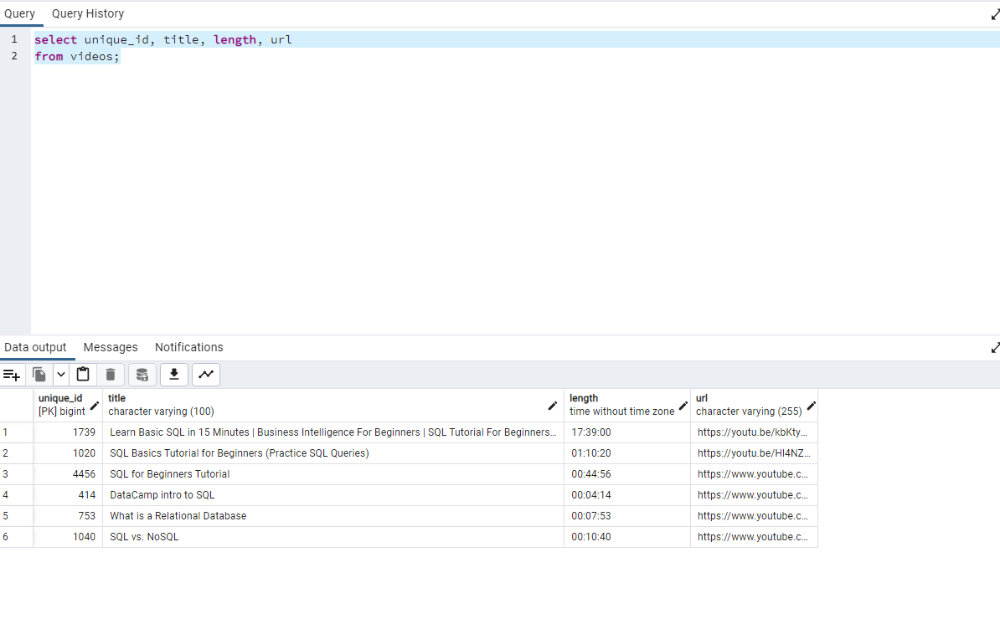 Query Query History
1 select unique_id, title, length, url
2 from videos;
Data output Messages Notifications
unique_id title length url
[PK] bigint character varying (100) time without time zone character varying (255)
1 1739 Learn Basic SQL in 15 Minutes | Business Intelligence For Beginners | SQL Tutorial For Beginners... 17:39:00 https://youtu.be/kbKty...
2 1020 SQL Basics Tutorial for Beginners (Practice SQL Queries) 01:10:20 https://youtu.be/HI4NZ...
3 4456 SQL for Beginners Tutorial 00:44:56 https://www.youtube.c...
4 414 DataCamp intro to SQL 00:04:14 https://www.youtube.c...
5 753 What is a Relational Database 00:07:53 https://www.youtube.c...
6 1040 SQL vs. NoSQL 00:10:40 https://www.youtube.c...